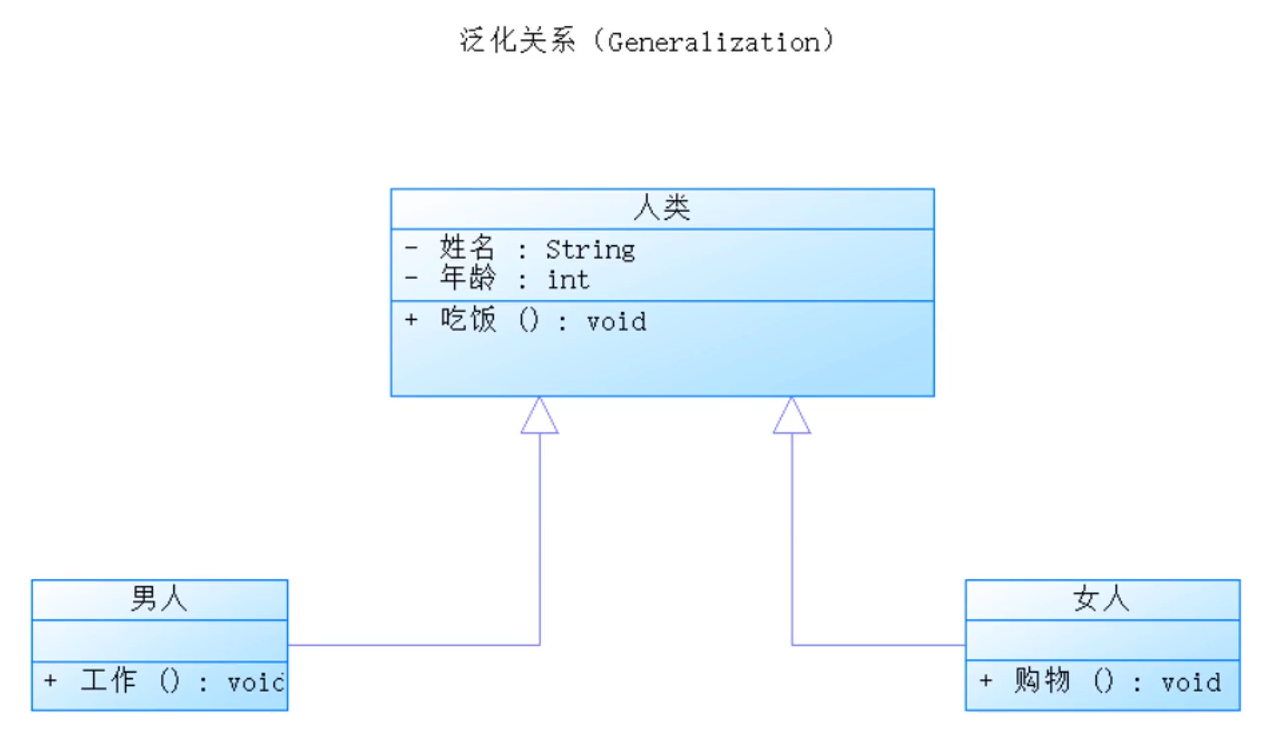 泛化关系（Generalization）
人类
- 姓名 : String
- 年龄 : int
+ 吃饭 () : void
男人
+ 工作 () : void
女人
+ 购物 () : void